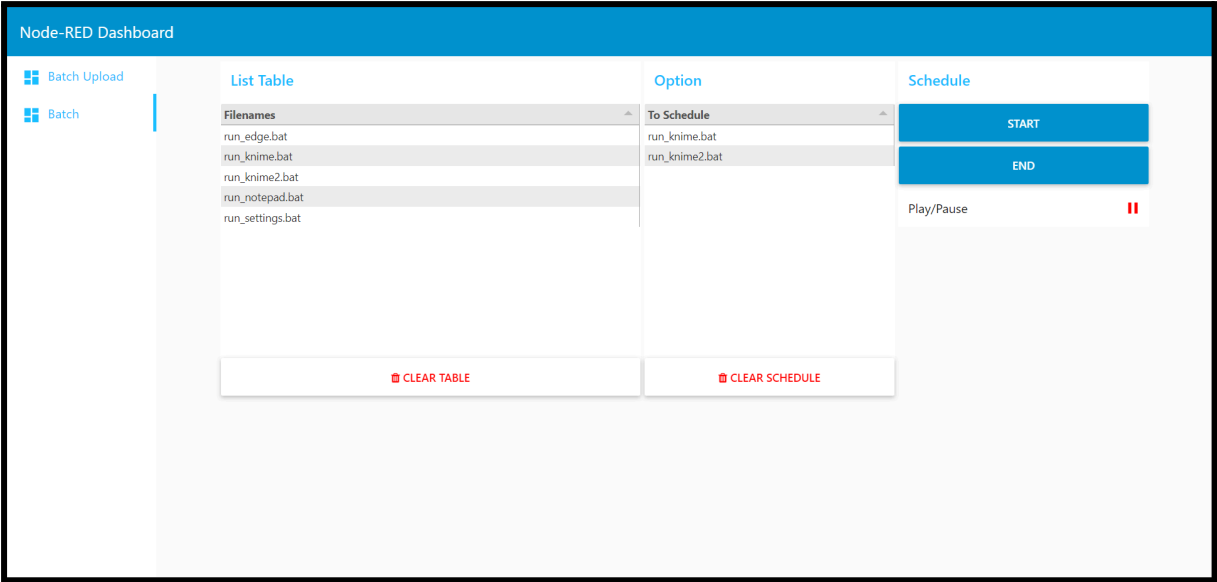 Node-RED Dashboard
Batch Upload
Batch
List Table
Filenames
run_edge.bat
run_knime.bat
run_knime2.bat
run_notepad.bat
run_settings.bat
CLEAR TABLE
Option
To Schedule
run_knime.bat
run_knime2.bat
CLEAR SCHEDULE
Schedule
START
END
Play/Pause